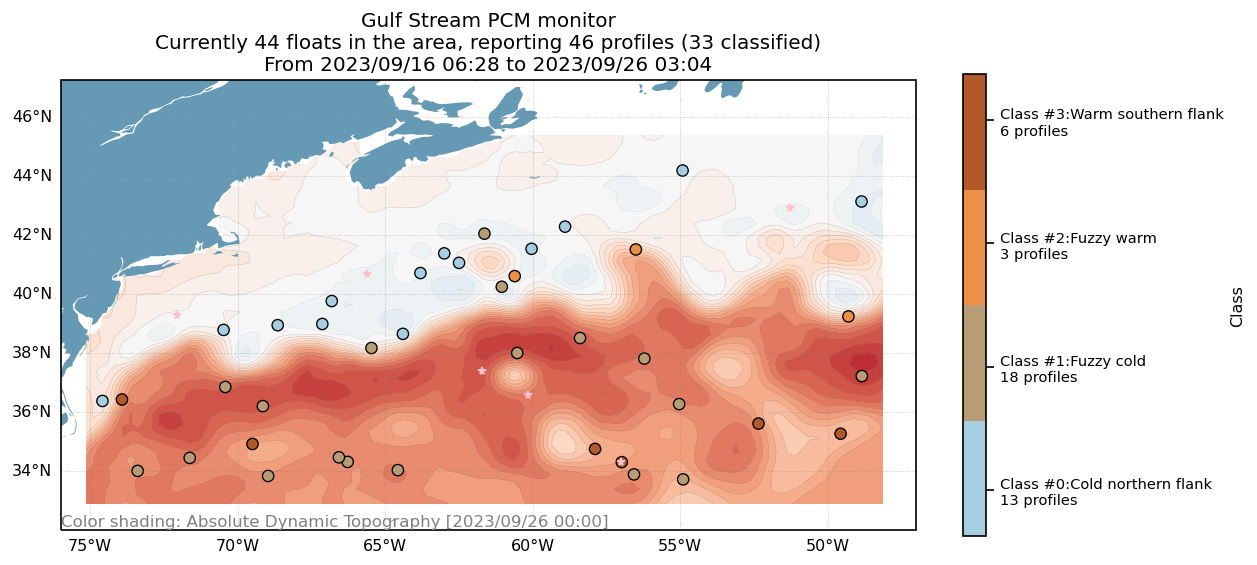 Gulf Stream PCM monitor
Currently 44 floats in the area, reporting 46 profiles (33 classified)
From 2023/09/16 06:28 to 2023/09/26 03:04
46°N
44°N
42°N
40°N
38°N
36°N
34°N
Color shading: Absolute Dynamic Topography [2023/09/26 00:00]
75°W
70°W
65°W
60°W
55°W
50°W
Class #3:Warm southern flank
6 profiles
Class #2:Fuzzy warm
3 profiles
Class #1:Fuzzy cold
18 profiles
Class #0:Cold northern flank
13 profiles
Class